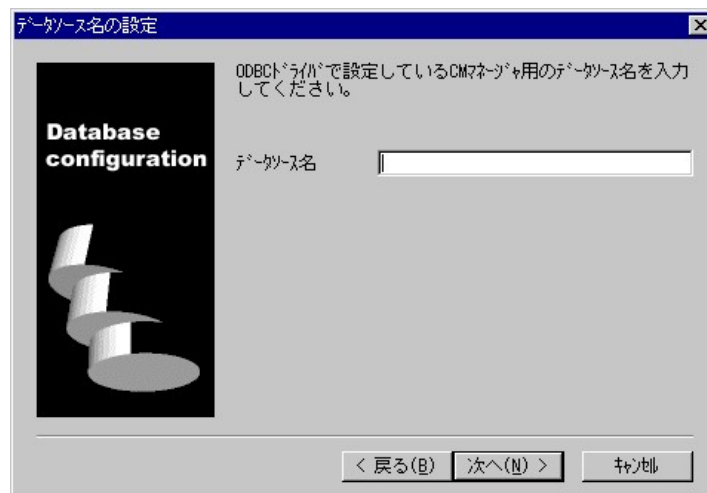 ﾃﾞｰﾀｿｰｽ名の設定
ODBCﾄﾞﾗｲﾊﾞで設定しているCMﾏﾈｰｼﾞｬ用のﾃﾞｰﾀｿｰｽ名を入力
してください。
Database
configuration
ﾃﾞｰﾀｿｰｽ名
< 戻る(B)
次へ(N) >
ｷｬﾝｾﾙ